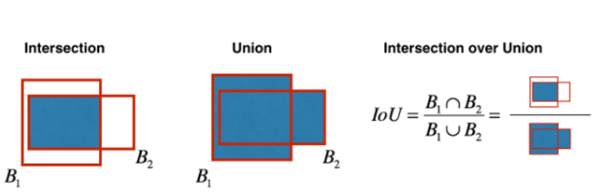 Intersection
Union
Intersection over Union
B₁
B₂
B₁
B₂
IoU = B₁ ∩ B₂ / B₁ ∪ B₂ =